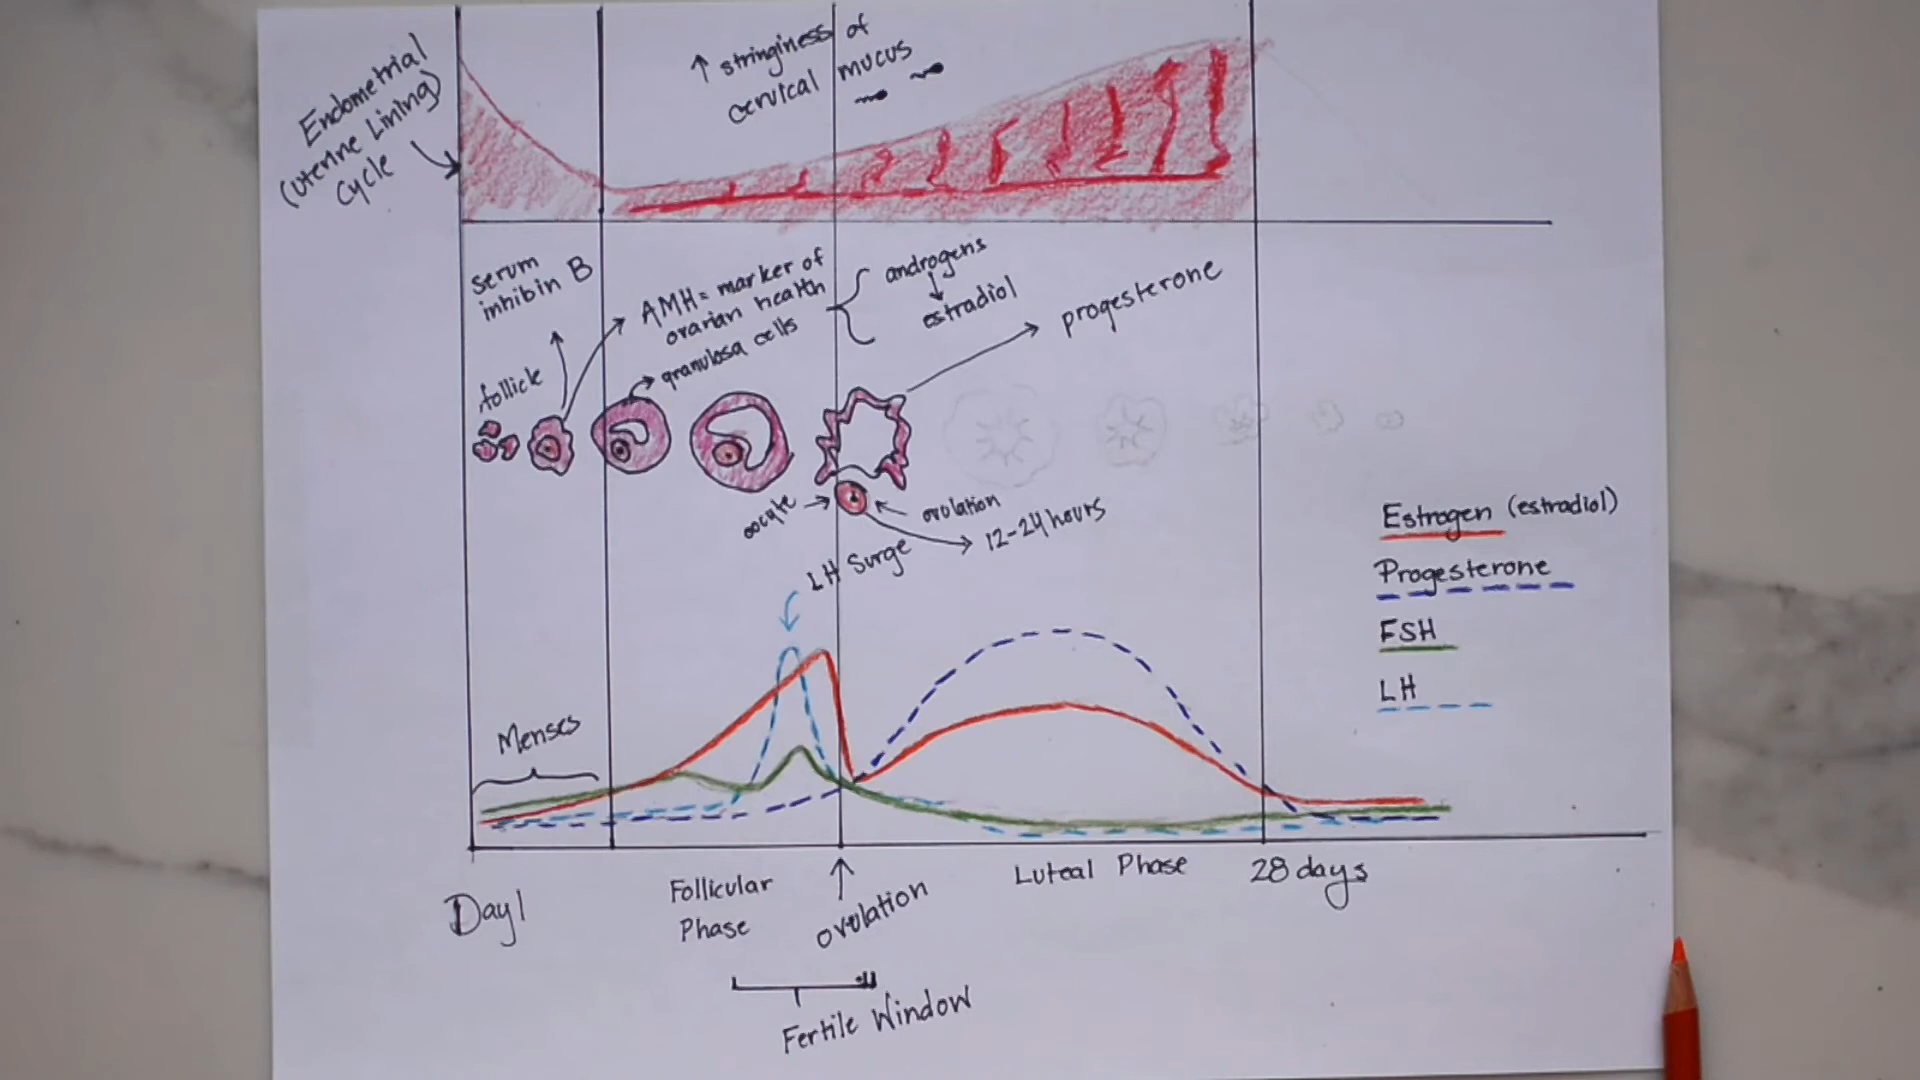 Endometrial
(Uterine Lining)
Cycle
↑ stringiness of
cervical mucus
serum
inhibin B
AMH = marker of
ovarian health
granulosa cells
androgens
estradiol
progesterone
follicle
oocyte
ovulation
12-24 hours
LH Surge
Estrogen (estradiol)
Progesterone
FSH
LH
Menses
Day 1
Follicular
Phase
ovulation
Luteal Phase
28 days
Fertile Window